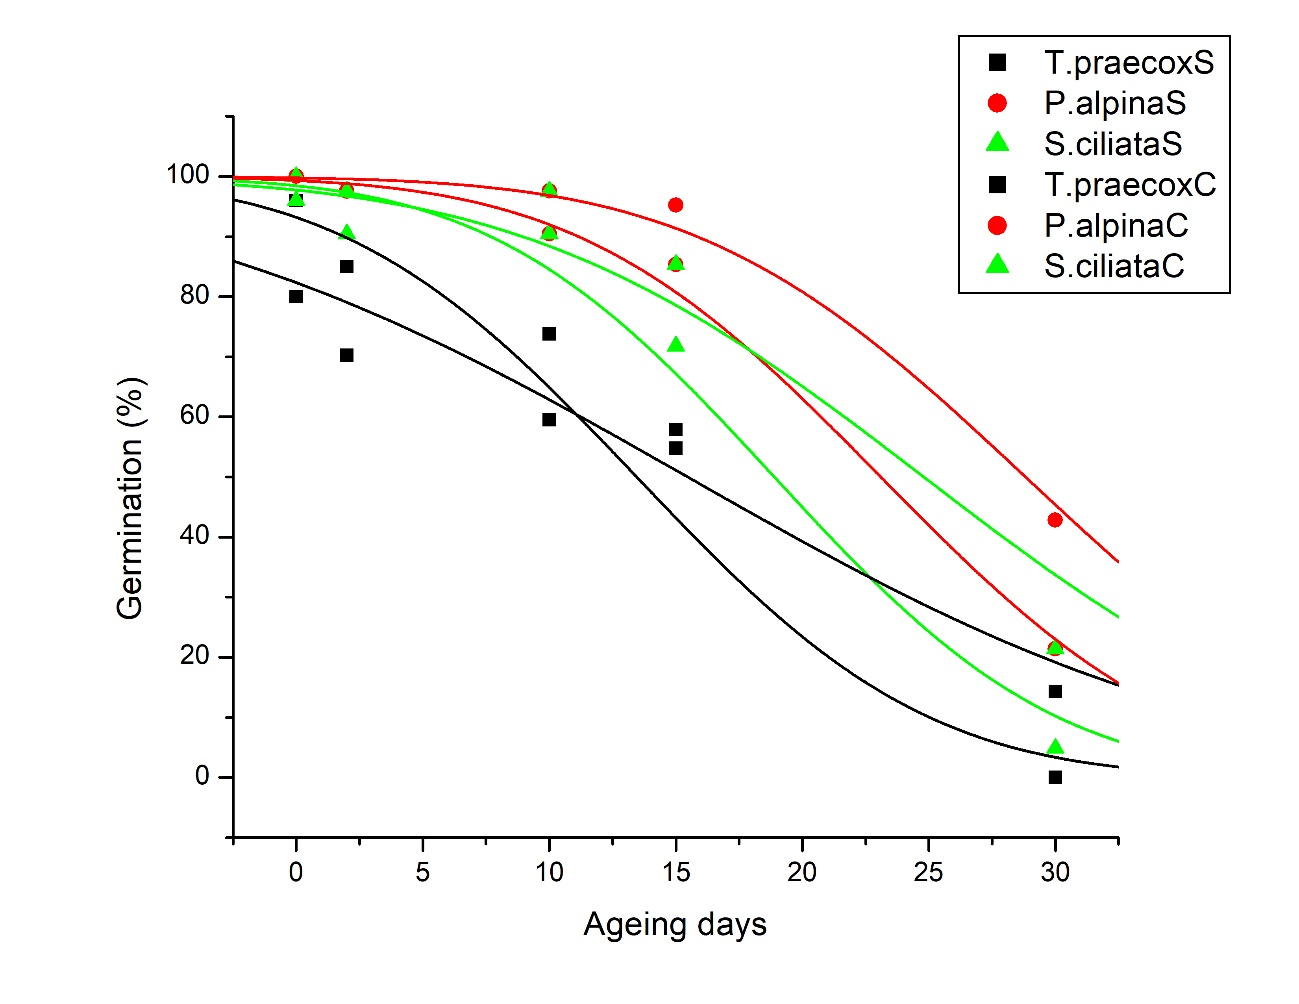 T.praecoxS
P.alpinaS
S.ciliataS
T.praecoxC
P.alpinaC
S.ciliataC
100
80
60
40
20
0
Germination (%)
0 5 10 15 20 25 30
Ageing days